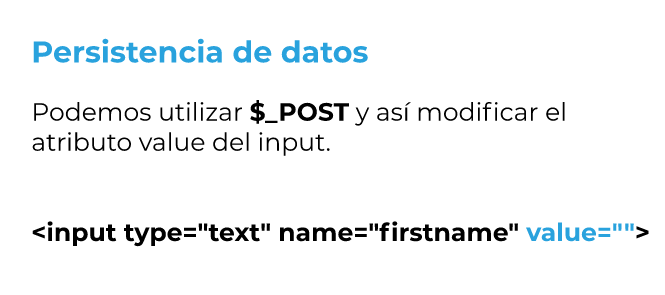 Persistencia de datos
Podemos utilizar $_POST y así modificar el
atributo value del input.
<input type="text" name="firstname" value="">